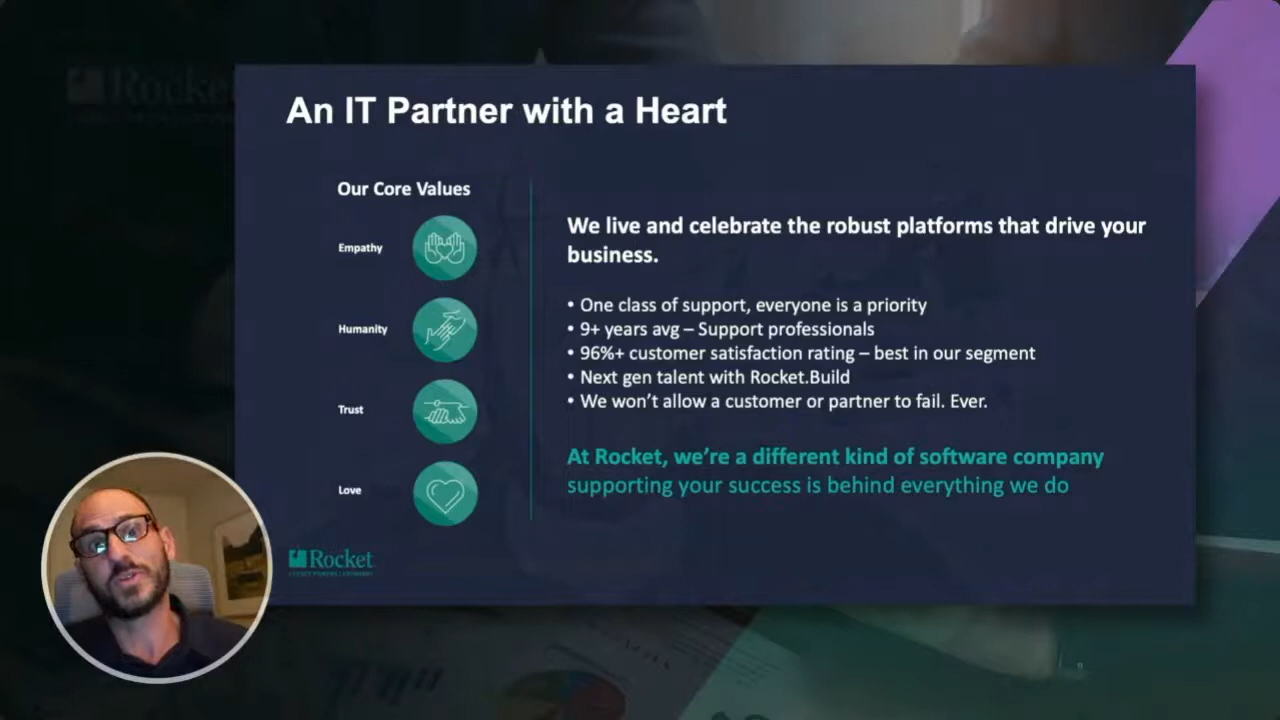 An IT Partner with a Heart
Our Core Values
Empathy
Humanity
Trust
Love
We live and celebrate the robust platforms that drive your
business.
• One class of support, everyone is a priority
• 9+ years avg – Support professionals
• 96%+ customer satisfaction rating – best in our segment
• Next gen talent with Rocket.Build
• We won't allow a customer or partner to fail. Ever.
At Rocket, we're a different kind of software company
supporting your success is behind everything we do
Rocket
Rocket